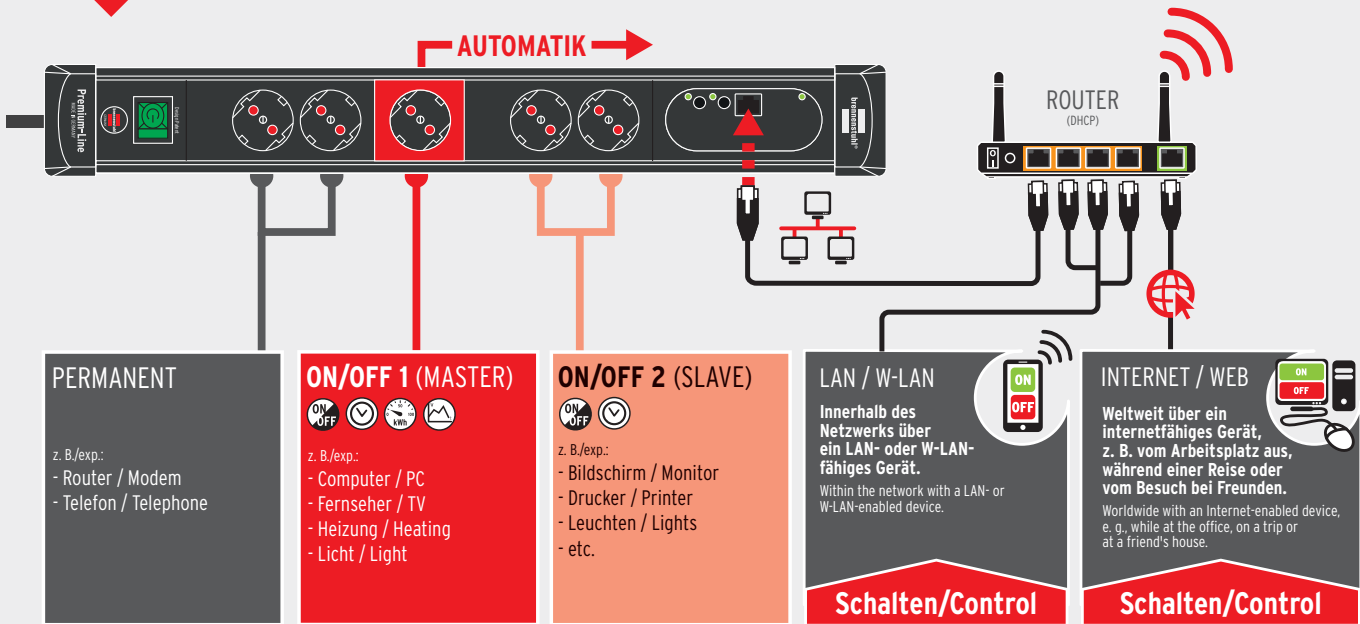 AUTOMATIK
Premium-Line
MADE IN GERMANY
brennenstuhl®
ROUTER
(DHCP)
PERMANENT
z. B./exp.:
- Router / Modem
- Telefon / Telephone
ON/OFF 1 (MASTER)
ON
OFF
kWh
z. B./exp.:
- Computer / PC
- Fernseher / TV
- Heizung / Heating
- Licht / Light
ON/OFF 2 (SLAVE)
ON
OFF
z. B./exp.:
- Bildschirm / Monitor
- Drucker / Printer
- Leuchten / Lights
- etc.
LAN / W-LAN
ON
OFF
Innerhalb des
Netzwerks über
ein LAN- oder W-LAN-
fähiges Gerät.
Within the network with a LAN- or
W-LAN-enabled device.
Schalten/Control
INTERNET / WEB
ON
OFF
Weltweit über ein
internetfähiges Gerät,
z. B. vom Arbeitsplatz aus,
während einer Reise oder
vom Besuch bei Freunden.
Worldwide with an Internet-enabled device,
e. g., while at the office, on a trip or
at a friend's house.
Schalten/Control